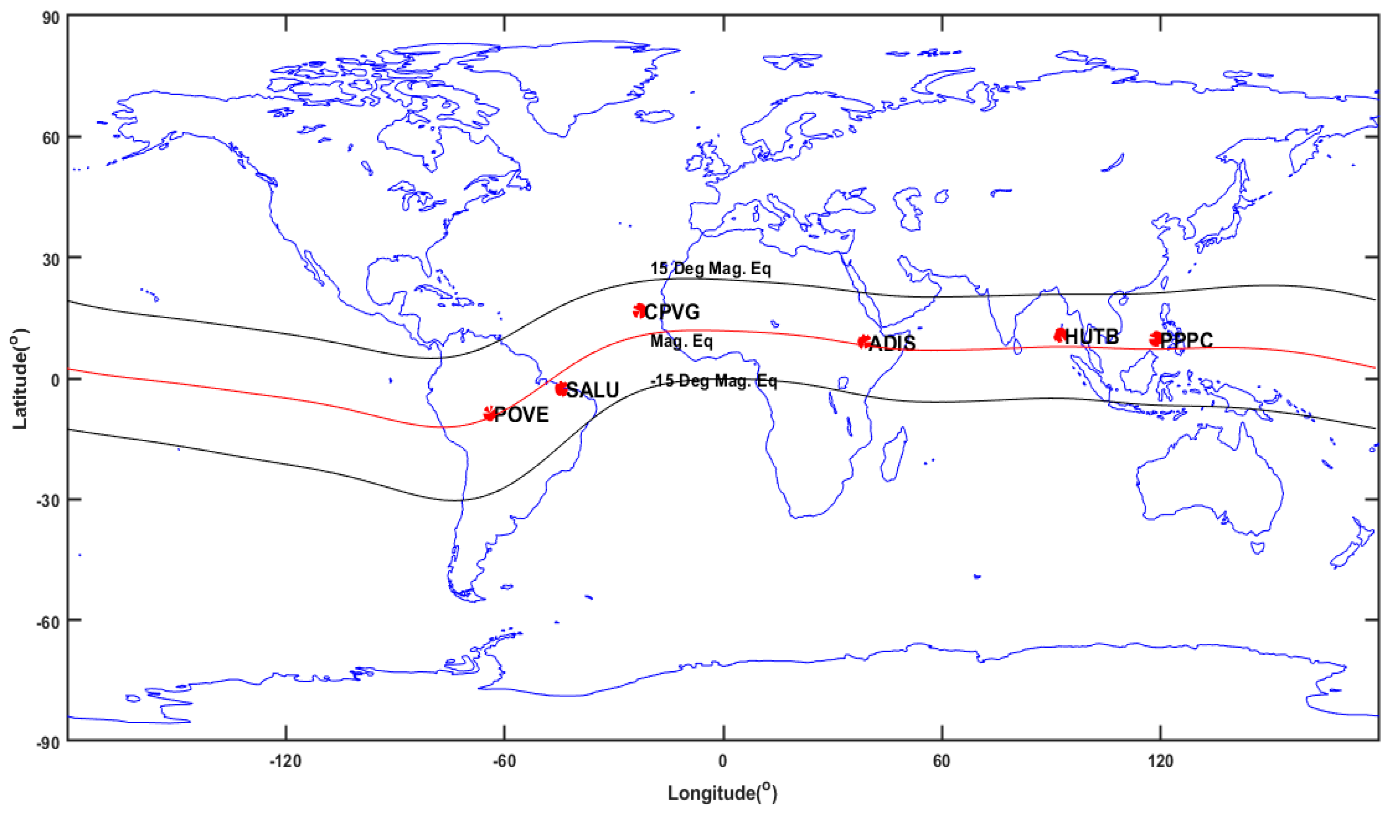 90
60
30
0
-30
-60
-90
Latitude(o)
15 Deg Mag. Eq
CPVG
Mag. Eq
ADIS
HUTB
PPPC
-15 Deg Mag. Eq
SALU
POVE
-120
-60
0
60
120
Longitude(o)